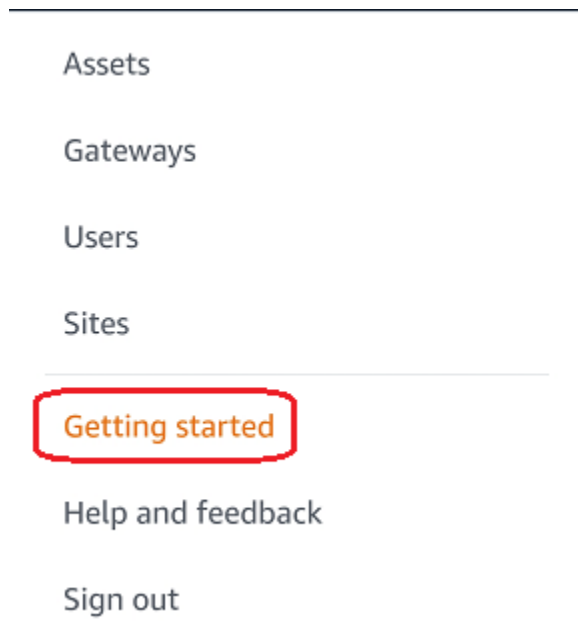 Assets
Gateways
Users
Sites
Getting started
Help and feedback
Sign out